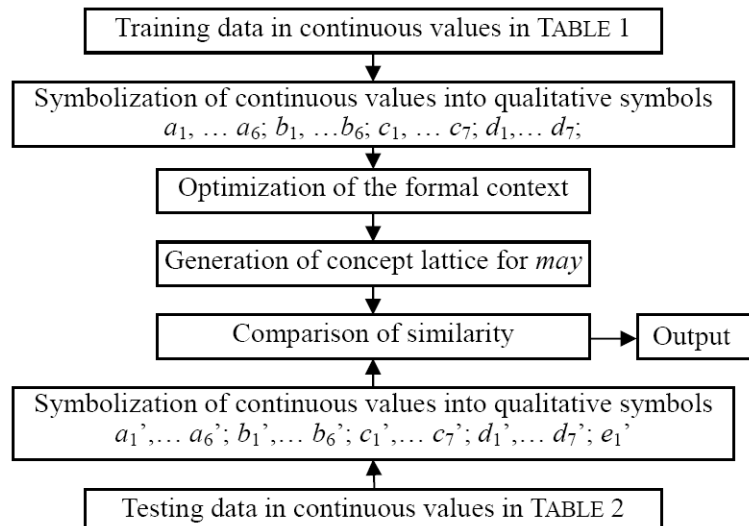 Training data in continuous values in TABLE 1
Symbolization of continuous values into qualitative symbols
a₁, … a₆; b₁, …b₆; c₁, … c₇; d₁,… d₇;
Optimization of the formal context
Generation of concept lattice for may
Comparison of similarity
Output
Symbolization of continuous values into qualitative symbols
a₁’,… a₆’; b₁’,… b₆’; c₁’,… c₇’; d₁’,… d₇’; e₁’
Testing data in continuous values in TABLE 2